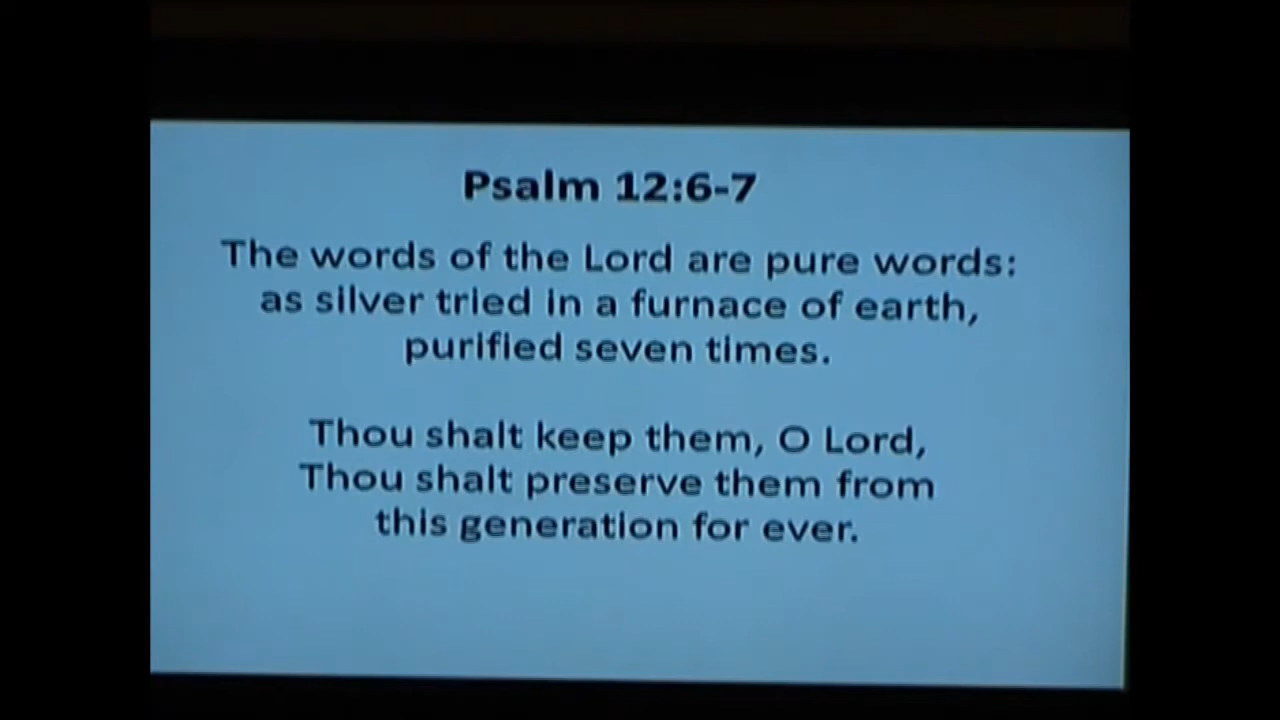 Psalm 12:6-7
The words of the Lord are pure words:
as silver tried in a furnace of earth,
purified seven times.
Thou shalt keep them, O Lord,
Thou shalt preserve them from
this generation for ever.